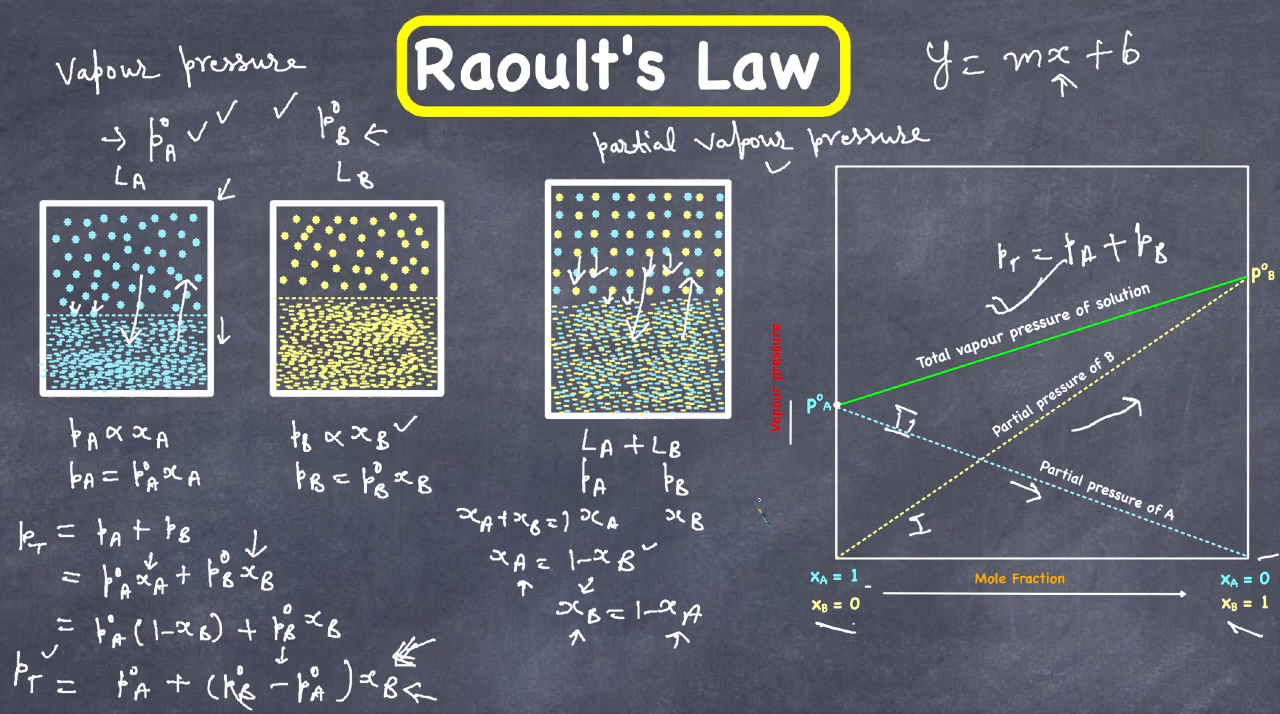 Raoult's Law
Vapour pressure
y = mx + b
→ p°A ✓ ✓
✓ p°B ←
LA
LB
partial vapour pressure
pT = pA + pB
p°B
Total vapour pressure of solution
Partial pressure of B
Vapour pressure
p°A
II
Partial pressure of A
I
pA ∝ xA
pA = p°A xA
pB ∝ xB ✓
pB = p°B xB
LA + LB
pA pB
xA + xB = 1 xA xB
xA = 1 - xB
xB = 1 - xA
pT = pA + pB
= p°A xA + p°B xB
= p°A (1 - xB) + p°B xB
pT = p°A + (p°B - p°A) xB
xA = 1
xB = 0
Mole Fraction
xA = 0
xB = 1